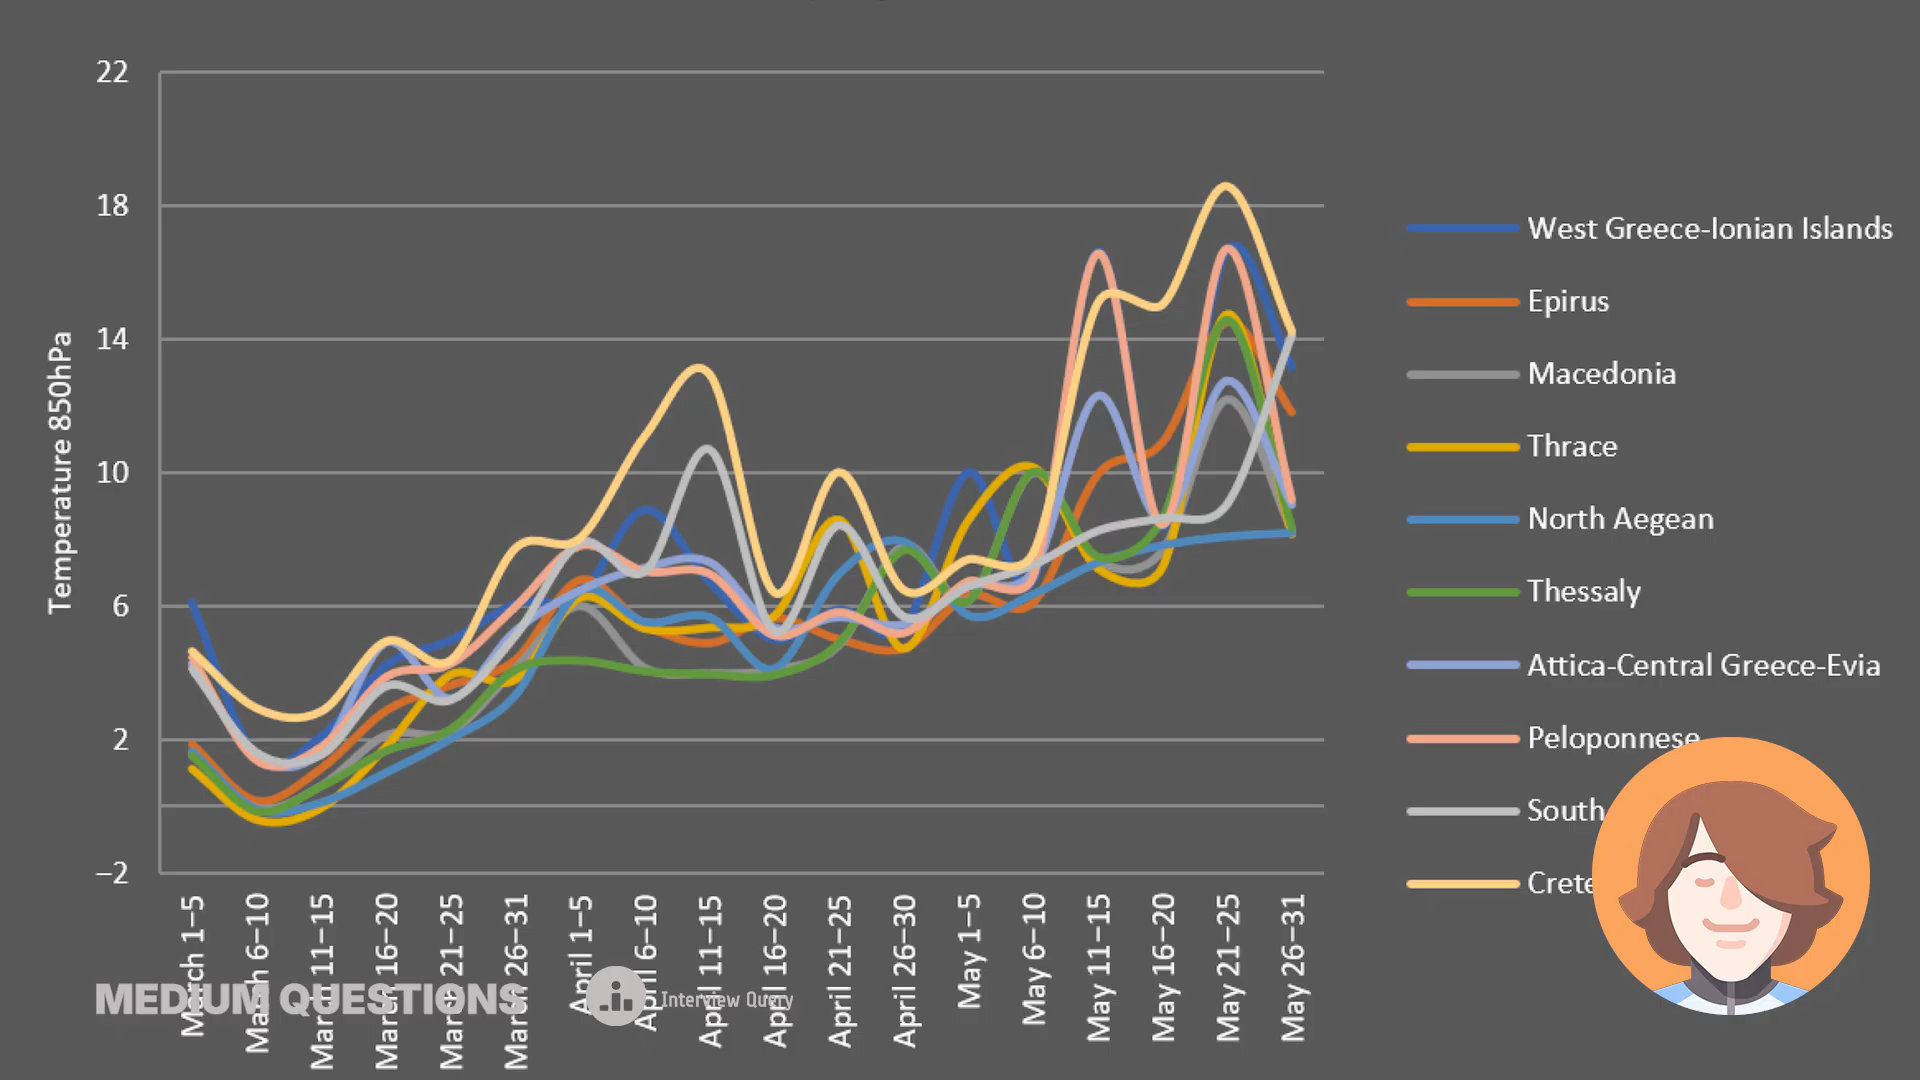 22
18
14
10
6
2
−2
Temperature 850hPa
March 1−5
March 6−10
March 11−15
March 16−20
March 21−25
March 26−31
April 1−5
April 6−10
April 11−15
April 16−20
April 21−25
April 26−30
May 1−5
May 6−10
May 11−15
May 16−20
May 21−25
May 26−31
West Greece-Ionian Islands
Epirus
Macedonia
Thrace
North Aegean
Thessaly
Attica-Central Greece-Evia
Peloponnese
South
Crete
MEDIUM QUESTIONS
Interview Query